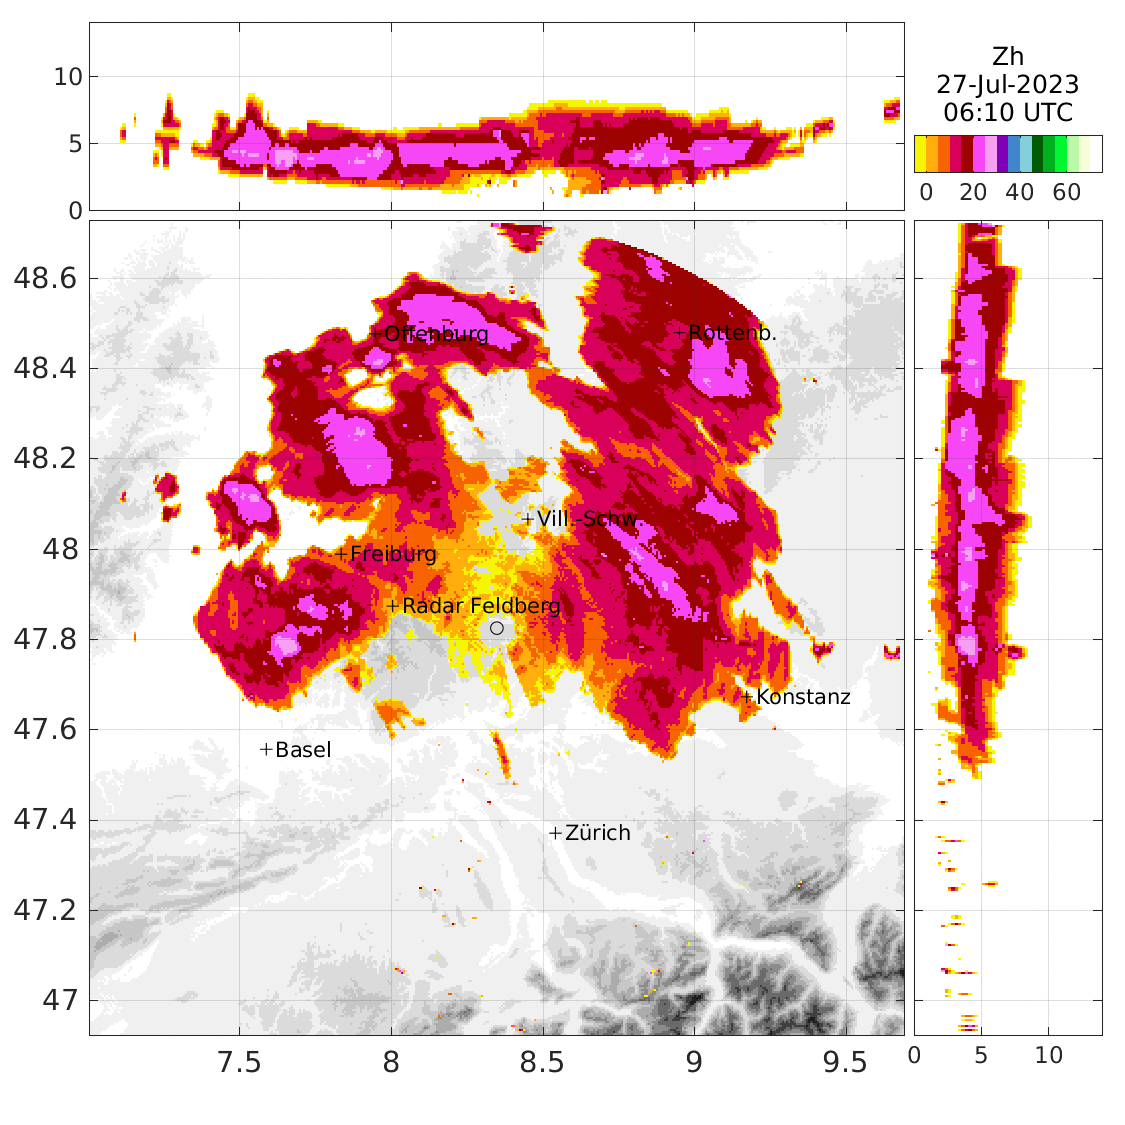 10
5
0
Zh
27-Jul-2023
06:10 UTC
0 20 40 60
48.6
48.4
48.2
48
47.8
47.6
47.4
47.2
47
+Offenburg
+Rottenb.
+Vill.-Schw.
+Freiburg
+Radar Feldberg
+Konstanz
+Basel
+Zürich
7.5 8 8.5 9 9.5
0 5 10